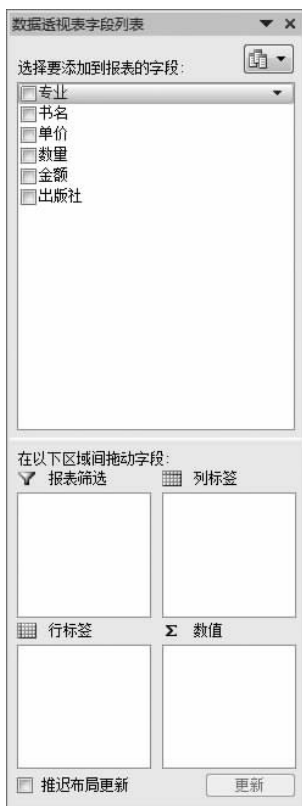 数据透视表字段列表
选择要添加到报表的字段:
专业
书名
单价
数量
金额
出版社
在以下区域间拖动字段:
报表筛选
列标签
行标签
Σ 数值
推迟布局更新
更新